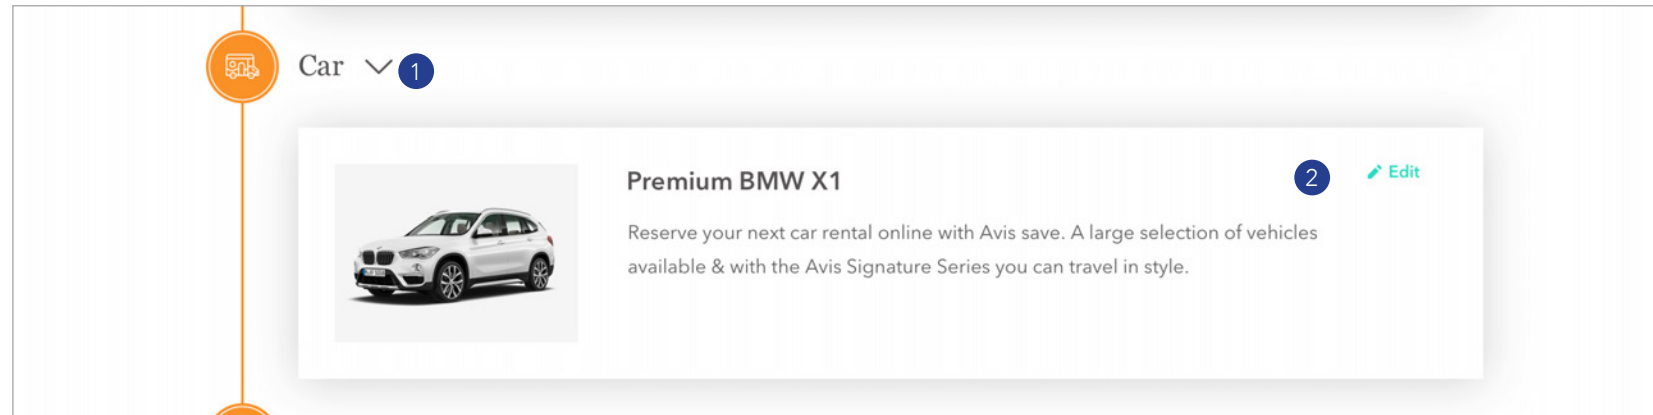 Car 1
Premium BMW X1
2 Edit
Reserve your next car rental online with Avis save. A large selection of vehicles
available & with the Avis Signature Series you can travel in style.